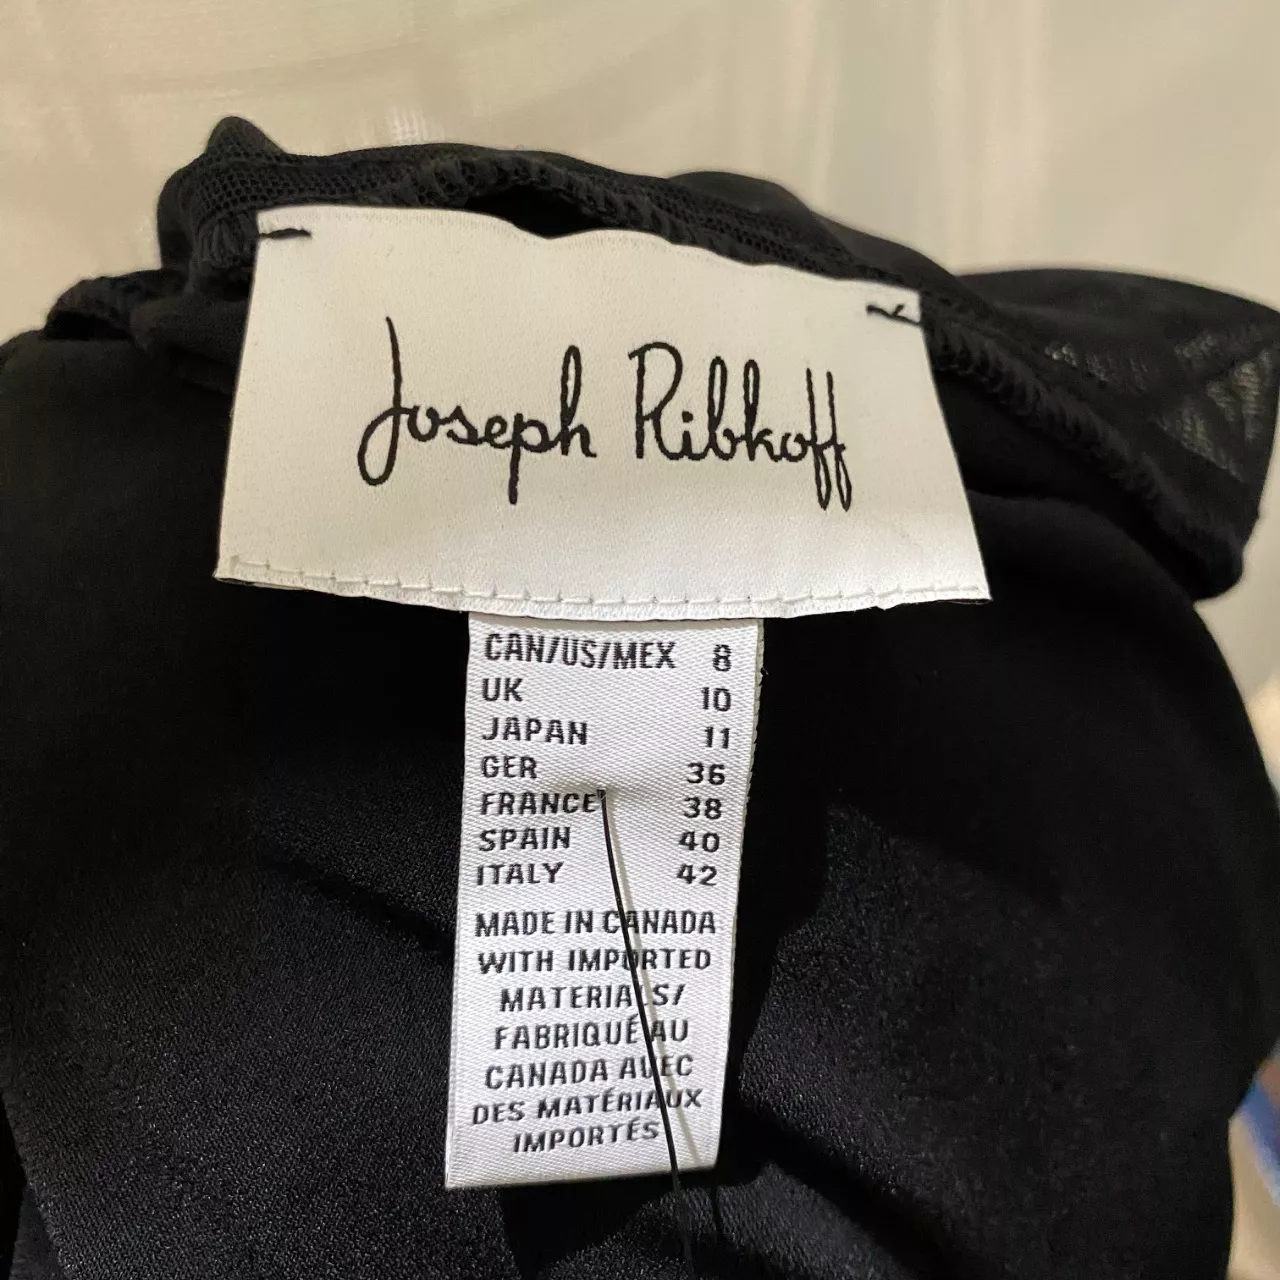 Joseph Ribkoff
CAN/US/MEX 8
UK 10
JAPAN 11
GER 36
FRANCE 38
SPAIN 40
ITALY 42
MADE IN CANADA
WITH IMPORTED
MATERIALS/
FABRIQUÉ AU
CANADA AVEC
DES MATÉRIAUX
IMPORTÉS